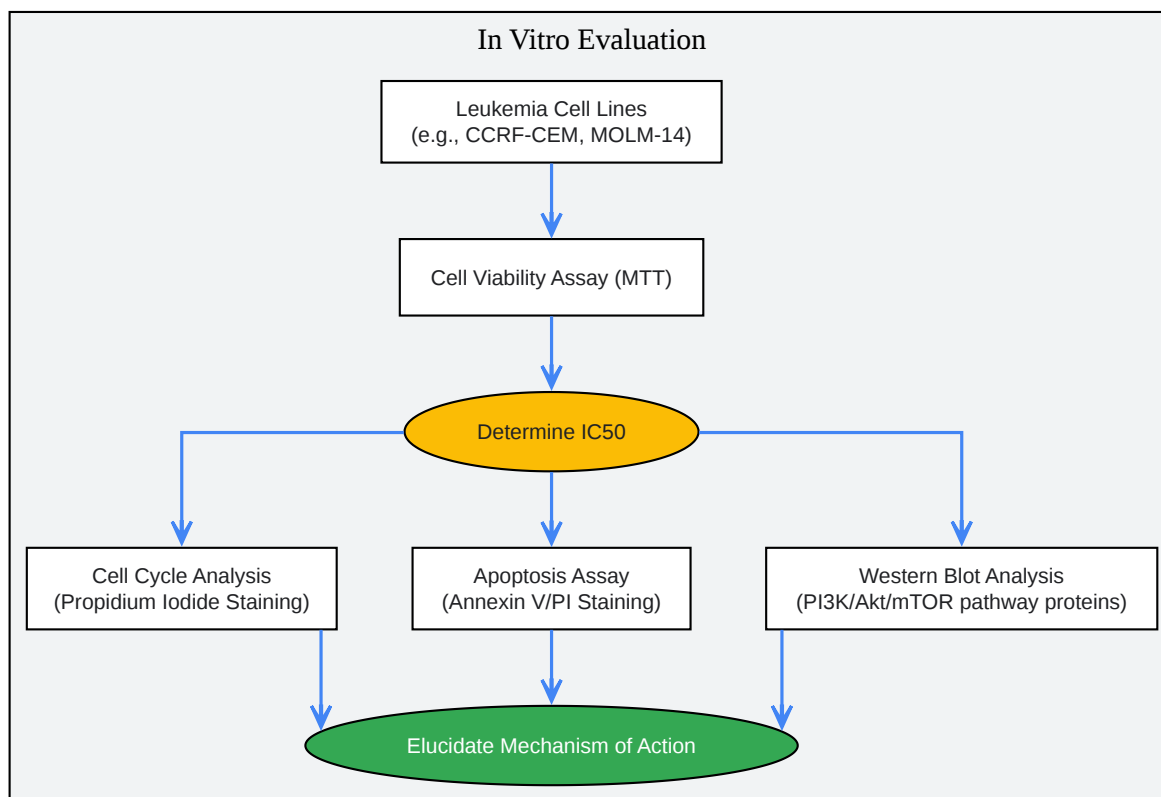 In Vitro Evaluation
Leukemia Cell Lines
(e.g., CCRF-CEM, MOLM-14)
Cell Viability Assay (MTT)
Determine IC50
Cell Cycle Analysis
(Propidium Iodide Staining)
Apoptosis Assay
(Annexin V/PI Staining)
Western Blot Analysis
(PI3K/Akt/mTOR pathway proteins)
Elucidate Mechanism of Action